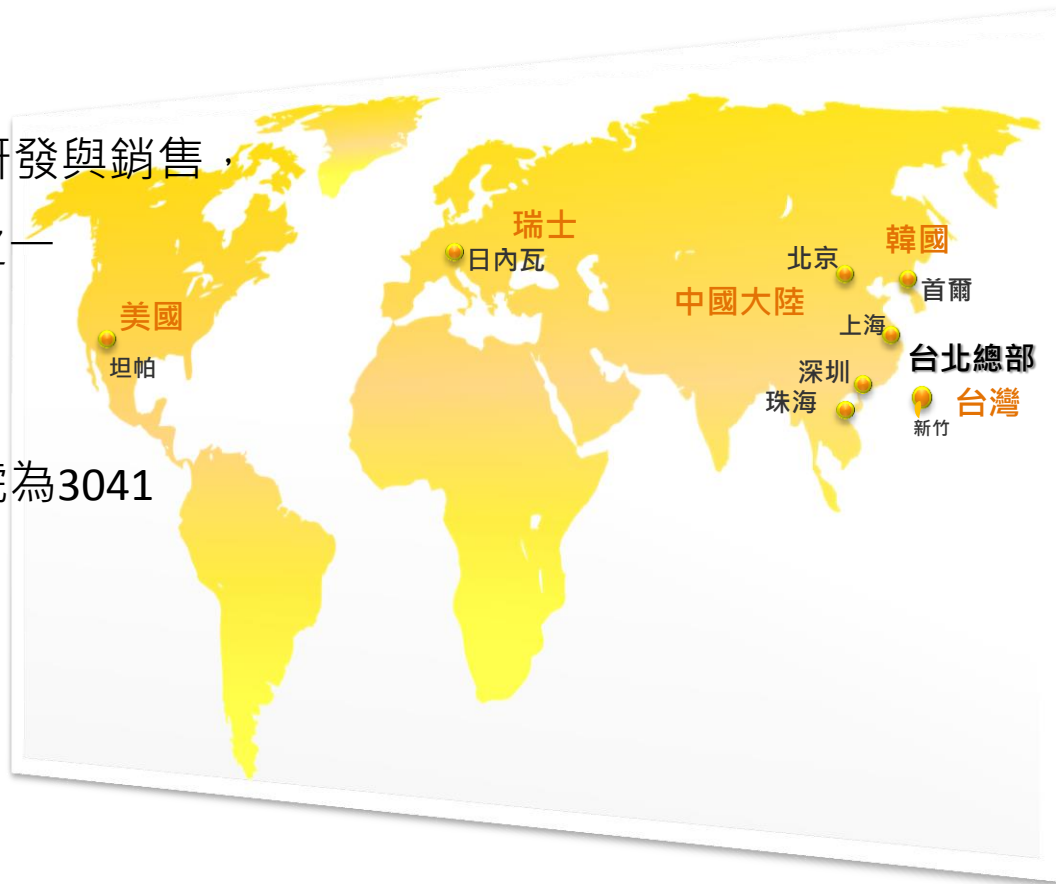 研發與銷售，
之一
號為3041
美國
坦帕
瑞士
日內瓦
中國大陸
北京
韓國
首爾
上海
深圳
珠海
台北總部
台灣
新竹